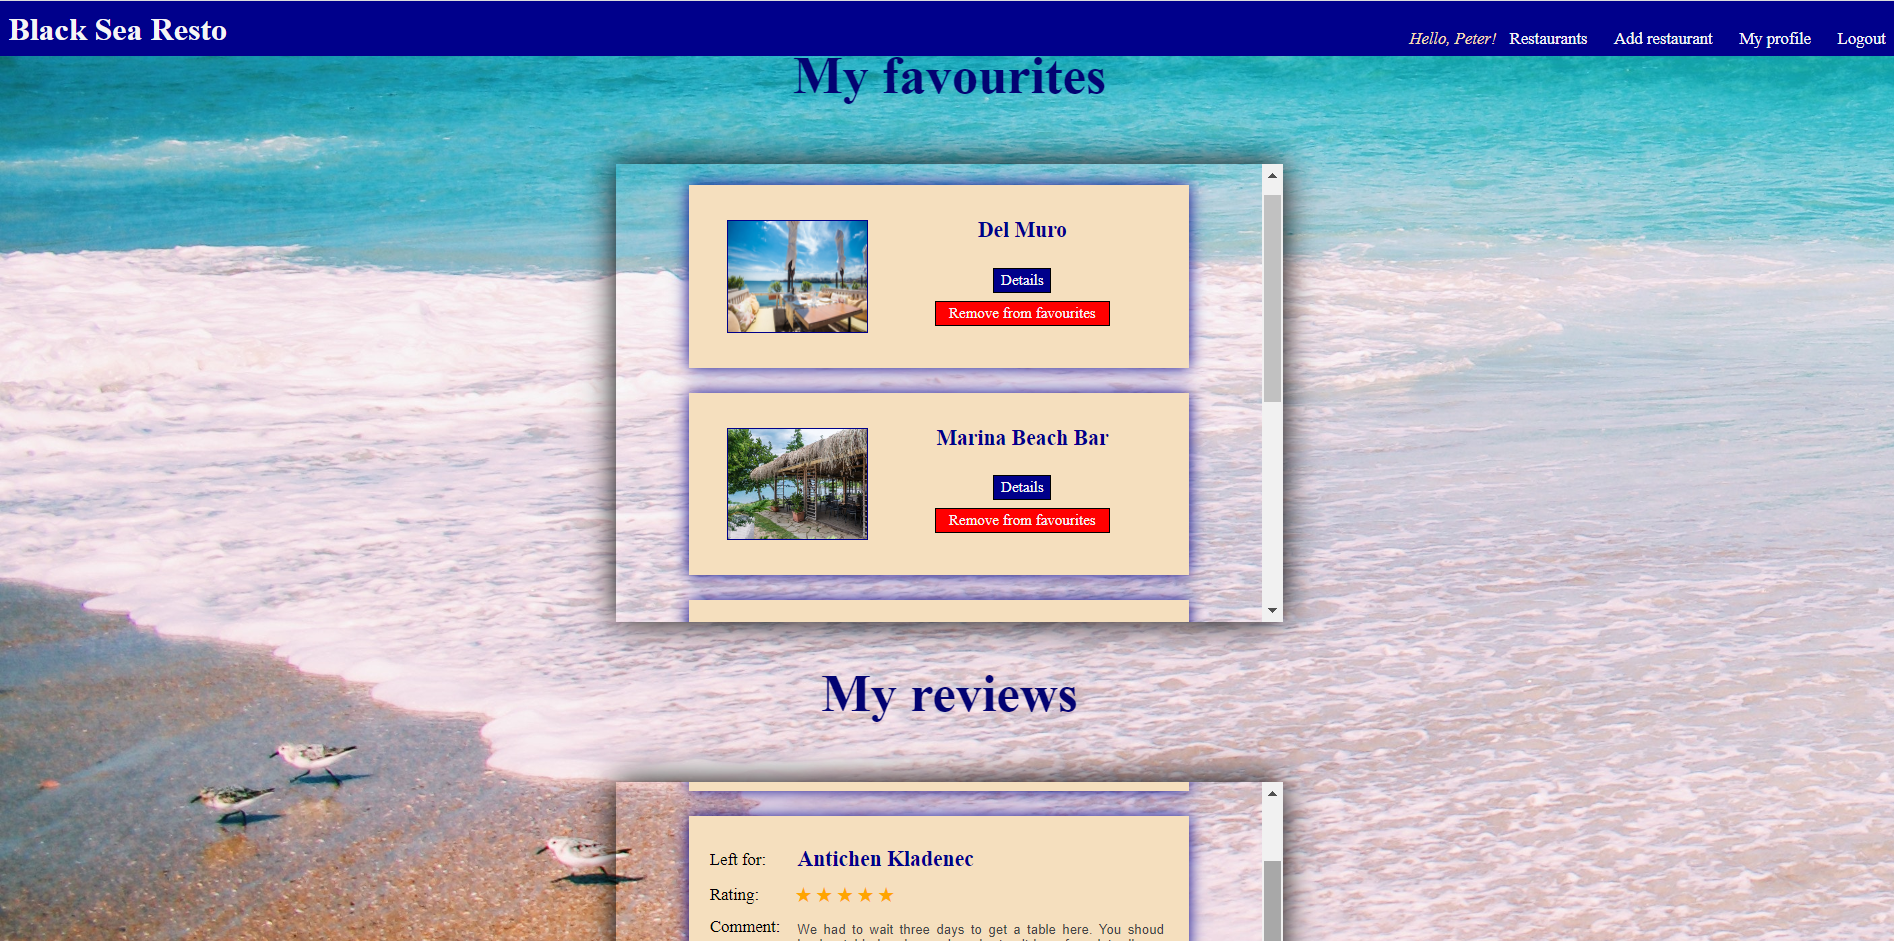 Black Sea Resto
Hello, Peter! Restaurants Add restaurant My profile Logout
My favourites
Del Muro
Details
Remove from favourites
Marina Beach Bar
Details
Remove from favourites
My reviews
Left for: Antichen Kladenec
Rating: ★★★★★
Comment: We had to wait three days to get a table here. You shoud